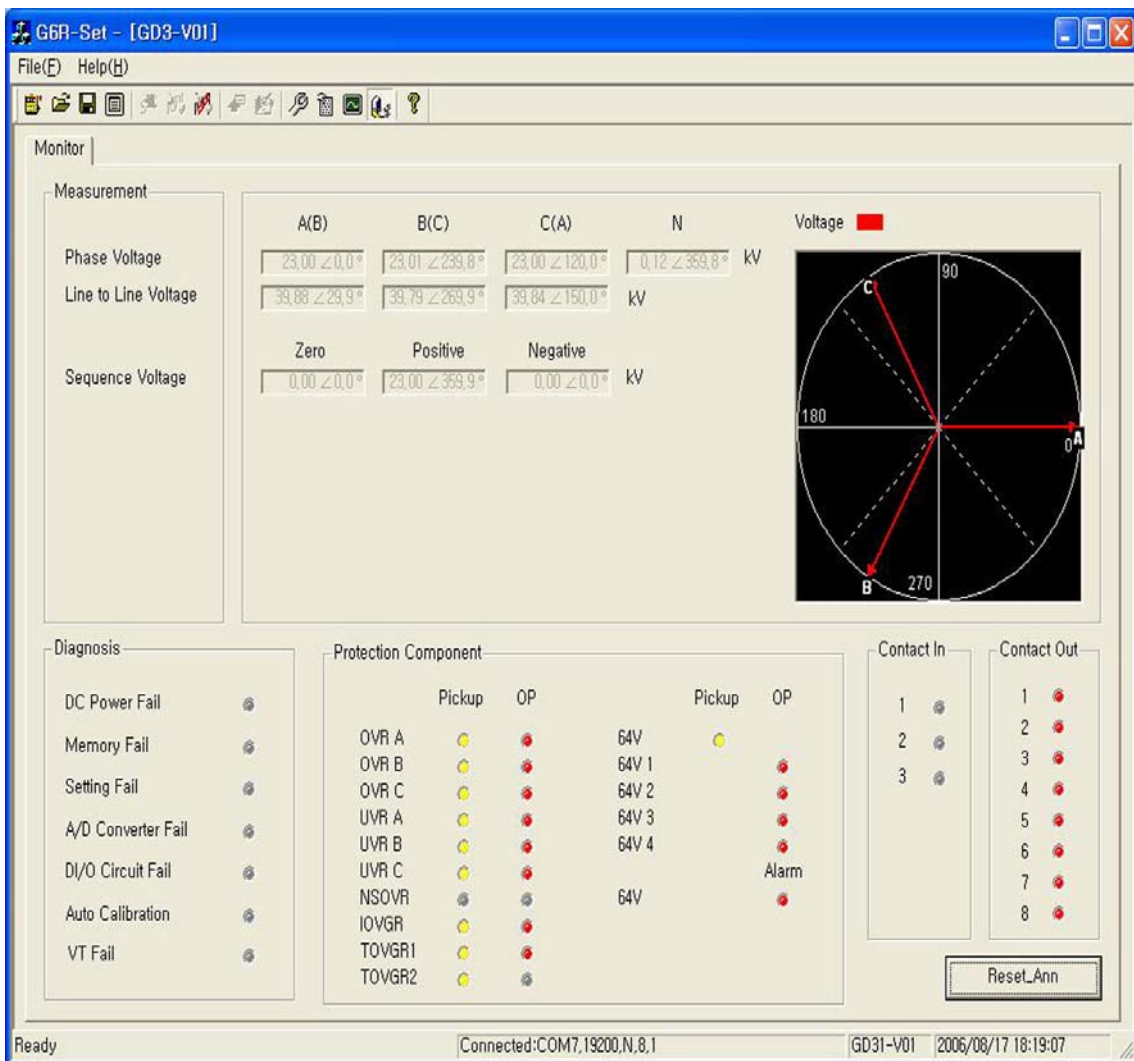 G6R-Set - [GD3-V01]
File(F) Help(H)
Monitor
Measurement
A(B) B(C) C(A) N
Phase Voltage 23,00 ∠0,0° 23,01 ∠239,8° 23,00 ∠120,0° 0,12 ∠359,8° kV
Line to Line Voltage 39,88 ∠29,9° 39,79 ∠269,9° 39,84 ∠150,0° kV
Zero Positive Negative
Sequence Voltage 0,00 ∠0,0° 23,00 ∠359,9° 0,00 ∠0,0° kV
Voltage
90
C
180
0
A
B
270
Diagnosis
DC Power Fail
Memory Fail
Setting Fail
A/D Converter Fail
DI/O Circuit Fail
Auto Calibration
VT Fail
Protection Component
Pickup OP Pickup OP
OVR A 64V
OVR B 64V 1
OVR C 64V 2
UVR A 64V 3
UVR B 64V 4
UVR C Alarm
NSOVR 64V
IOVGR
TOVGR1
TOVGR2
Contact In
1
2
3
Contact Out
1
2
3
4
5
6
7
8
Reset_Ann
Ready Connected:COM7,19200,N,8,1 GD31-V01 2006/08/17 18:19:07